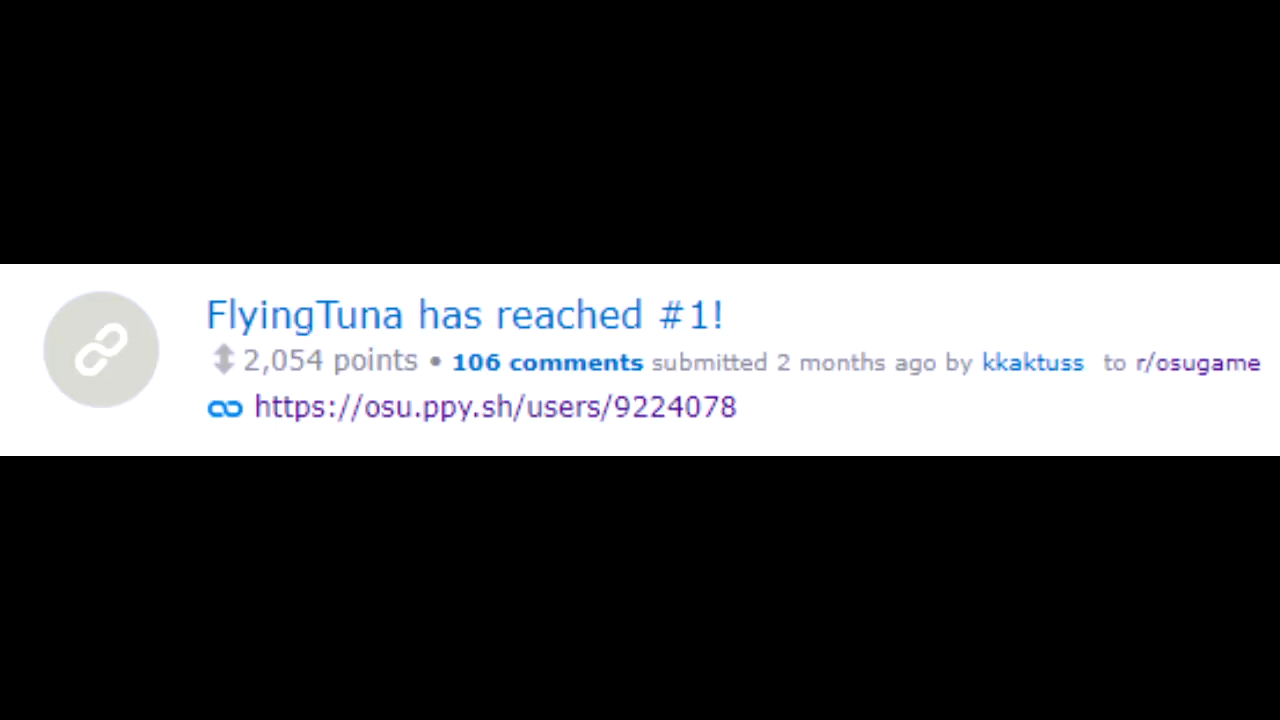 FlyingTuna has reached #1!
2,054 points • 106 comments submitted 2 months ago by kkaktuss to r/osugame
https://osu.ppy.sh/users/9224078